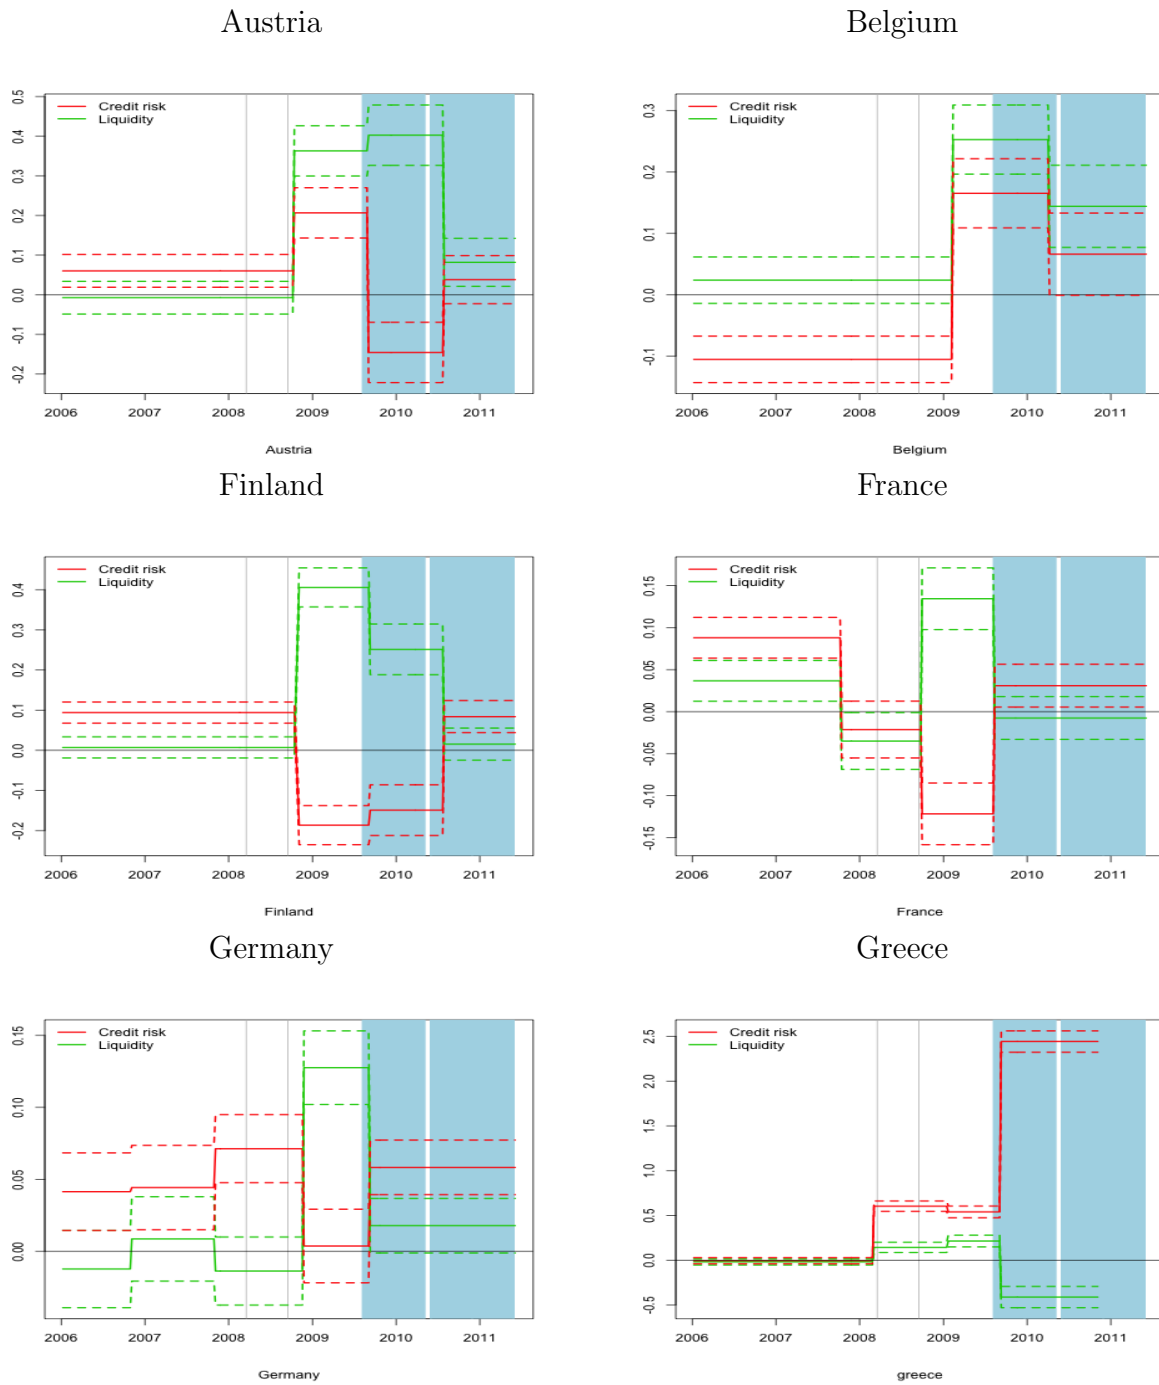 Austria
Credit risk
Liquidity
0.5
0.4
0.3
0.2
0.1
0.0
-0.1
-0.2
2006 2007 2008 2009 2010 2011
Austria
Belgium
Credit risk
Liquidity
0.3
0.2
0.1
0.0
-0.1
2006 2007 2008 2009 2010 2011
Belgium
Finland
Credit risk
Liquidity
0.4
0.3
0.2
0.1
0.0
-0.1
-0.2
2006 2007 2008 2009 2010 2011
Finland
France
Credit risk
Liquidity
0.15
0.10
0.05
0.00
-0.05
-0.10
-0.15
2006 2007 2008 2009 2010 2011
France
Germany
Credit risk
Liquidity
0.15
0.10
0.05
0.00
2006 2007 2008 2009 2010 2011
Germany
Greece
Credit risk
Liquidity
2.5
2.0
1.5
1.0
0.5
0.0
-0.5
2006 2007 2008 2009 2010 2011
greece